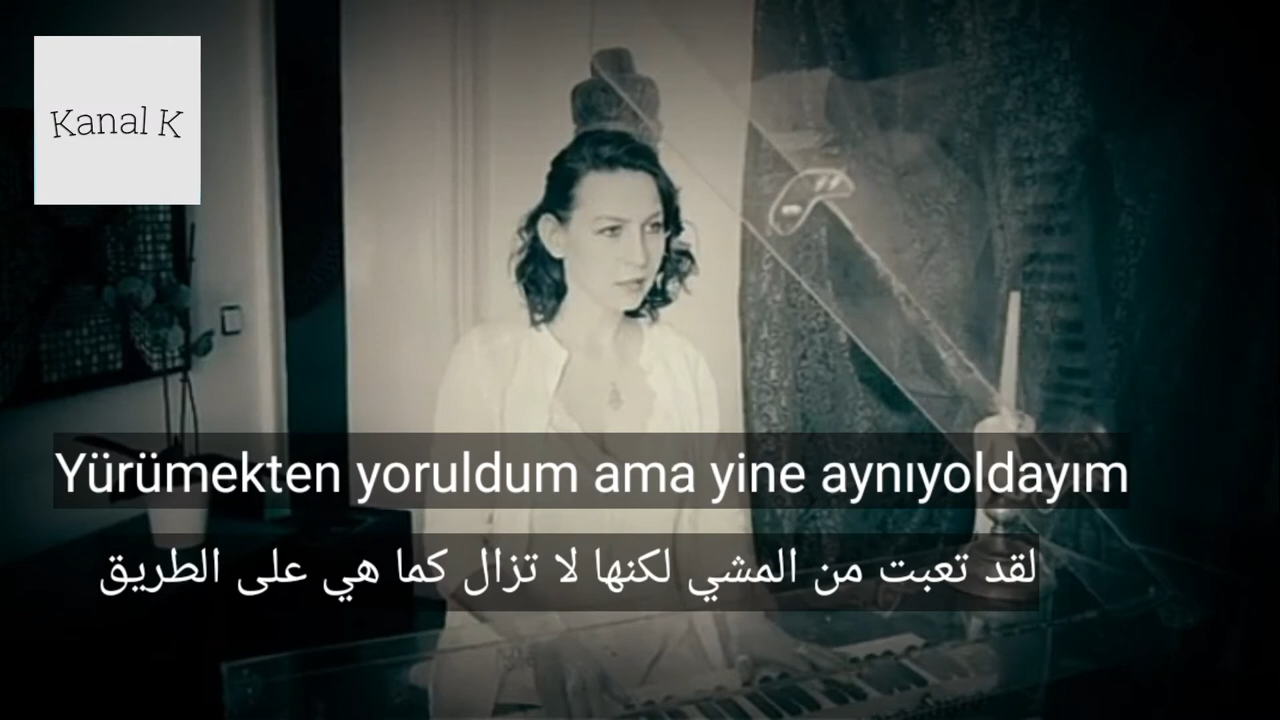 Kanal K
Yürümekten yoruldum ama yine aynıyoldayım
لقد تعبت من المشي لكنها لا تزال كما هي على الطريق